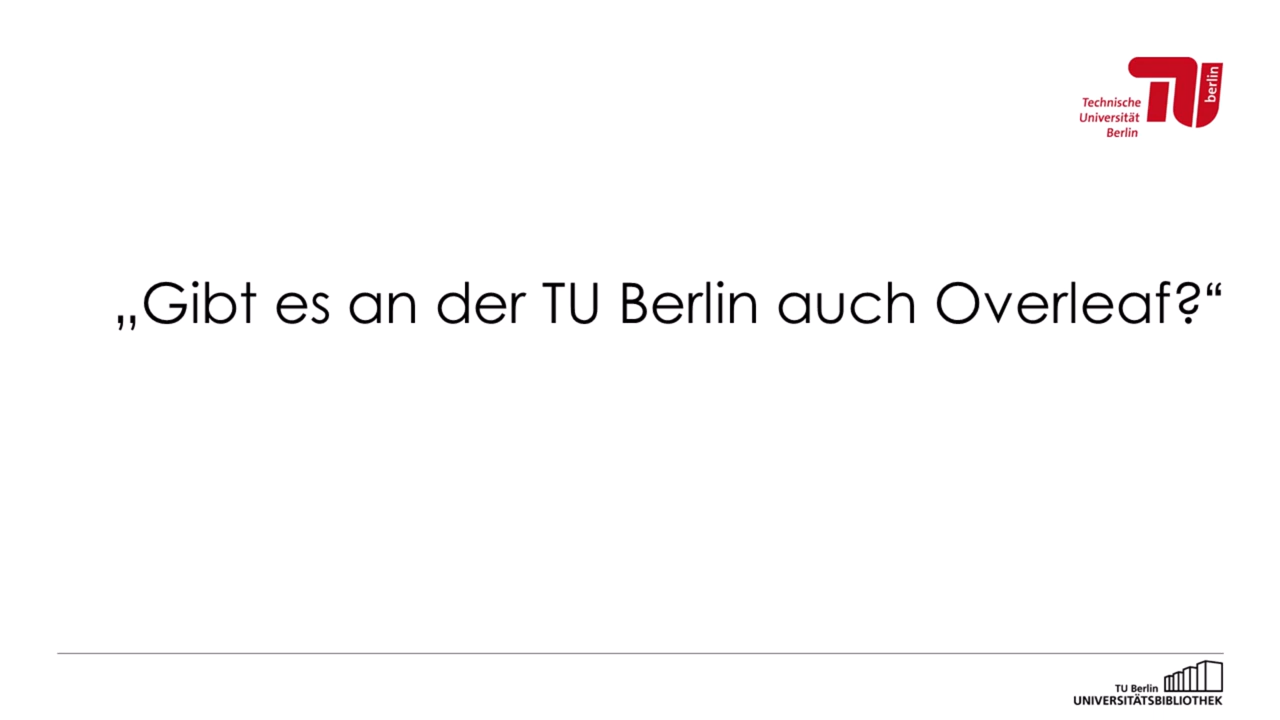 berlin
Technische
Universität
Berlin
„Gibt es an der TU Berlin auch Overleaf?“
TU Berlin
UNIVERSITÄTSBIBLIOTHEK